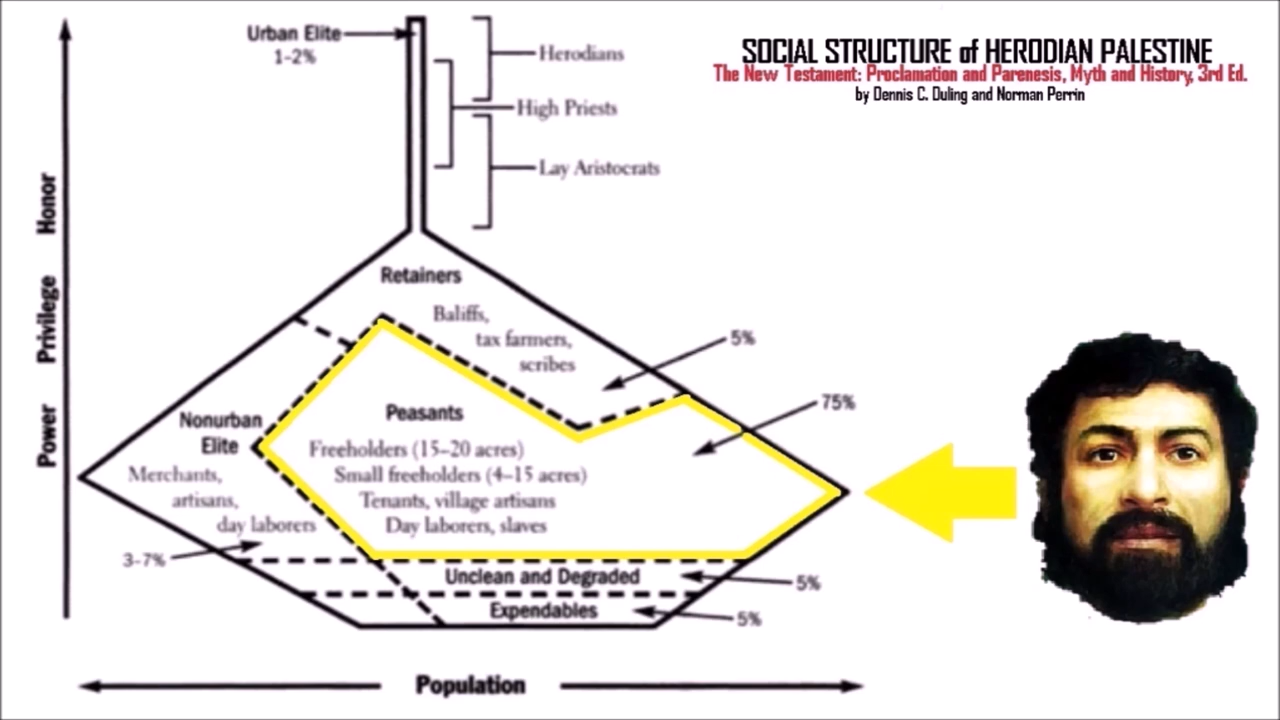 SOCIAL STRUCTURE of HERODIAN PALESTINE
The New Testament: Proclamation and Parenesis, Myth and History, 3rd Ed.
by Dennis C. Duling and Norman Perrin
Urban Elite
1–2%
Herodians
High Priests
Lay Aristocrats
Honor
Privilege
Power
Retainers
Baliffs,
tax farmers,
scribes
5%
75%
Nonurban
Elite
Merchants,
artisans,
day laborers
3–7%
Peasants
Freeholders (15–20 acres)
Small freeholders (4–15 acres)
Tenants, village artisans
Day laborers, slaves
Unclean and Degraded
5%
Expendables
5%
Population